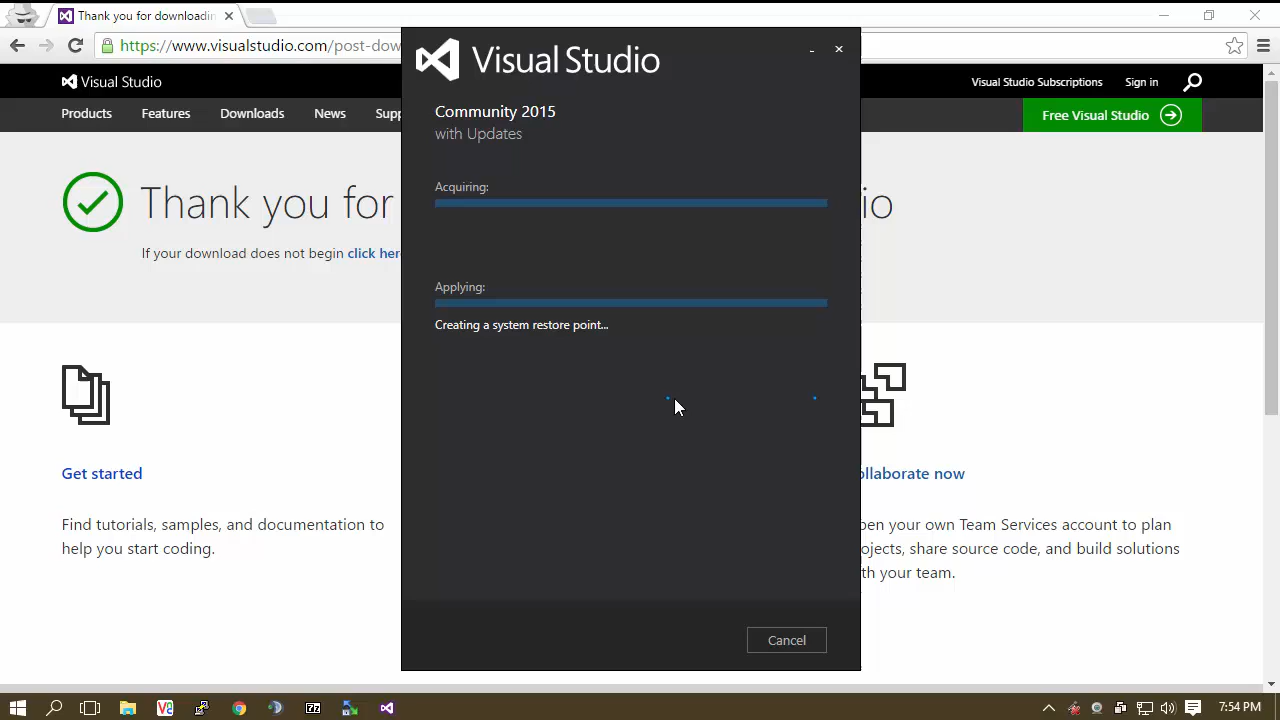 Thank you for downloadin
https://www.visualstudio.com/post-dow
Visual Studio
Visual Studio Subscriptions
Sign in
Products
Features
Downloads
News
Supp
Free Visual Studio
Thank you for
io
If your download does not begin click her
Get started
Find tutorials, samples, and documentation to
help you start coding.
ollaborate now
pen your own Team Services account to plan
ojects, share source code, and build solutions
th your team.
Visual Studio
Community 2015
with Updates
Acquiring:
Applying:
Creating a system restore point...
Cancel
7:54 PM